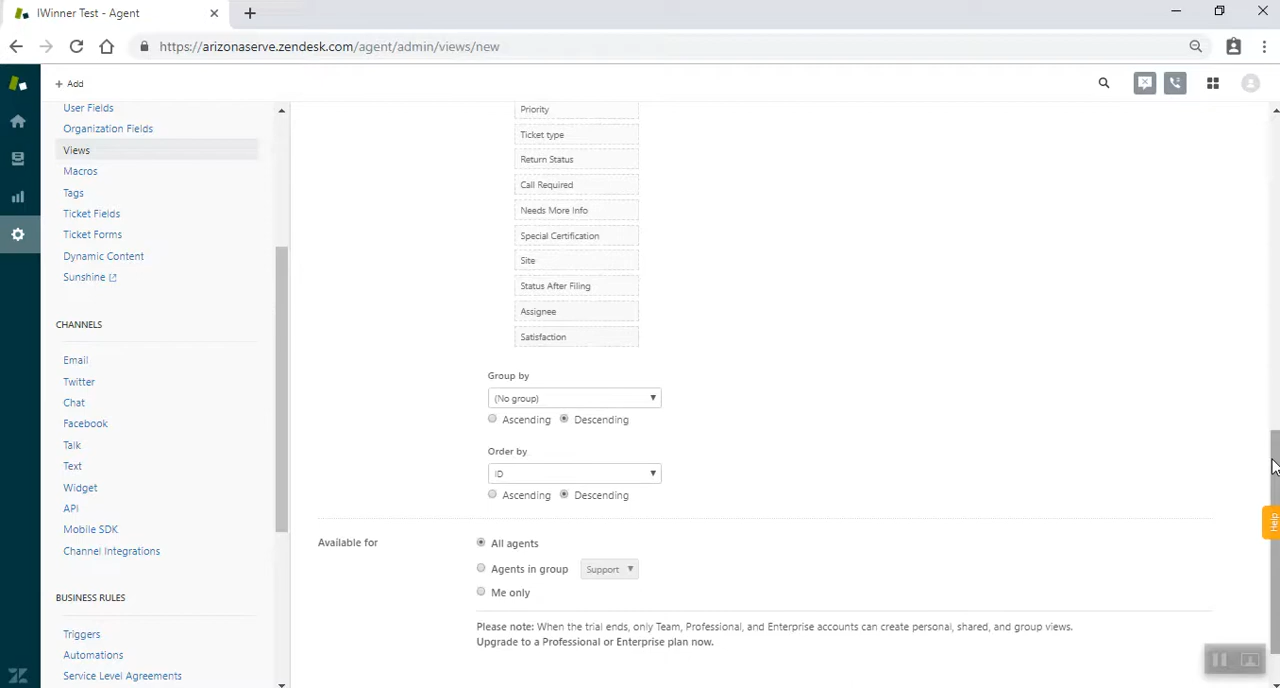 IWinner Test - Agent
https://arizonaserve.zendesk.com/agent/admin/views/new
+ Add
User Fields
Organization Fields
Views
Macros
Tags
Ticket Fields
Ticket Forms
Dynamic Content
Sunshine
CHANNELS
Email
Twitter
Chat
Facebook
Talk
Text
Widget
API
Mobile SDK
Channel Integrations
BUSINESS RULES
Triggers
Automations
Service Level Agreements
Priority
Ticket type
Return Status
Call Required
Needs More Info
Special Certification
Site
Status After Filing
Assignee
Satisfaction
Group by
(No group)
Ascending Descending
Order by
ID
Ascending Descending
Available for
All agents
Agents in group Support
Me only
Please note: When the trial ends, only Team, Professional, and Enterprise accounts can create personal, shared, and group views.
Upgrade to a Professional or Enterprise plan now.
Help